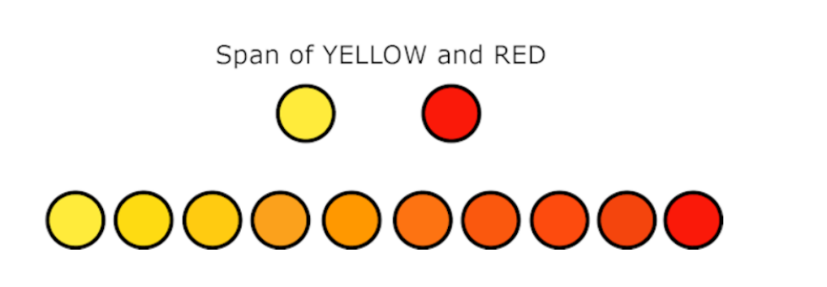 Span of YELLOW and RED